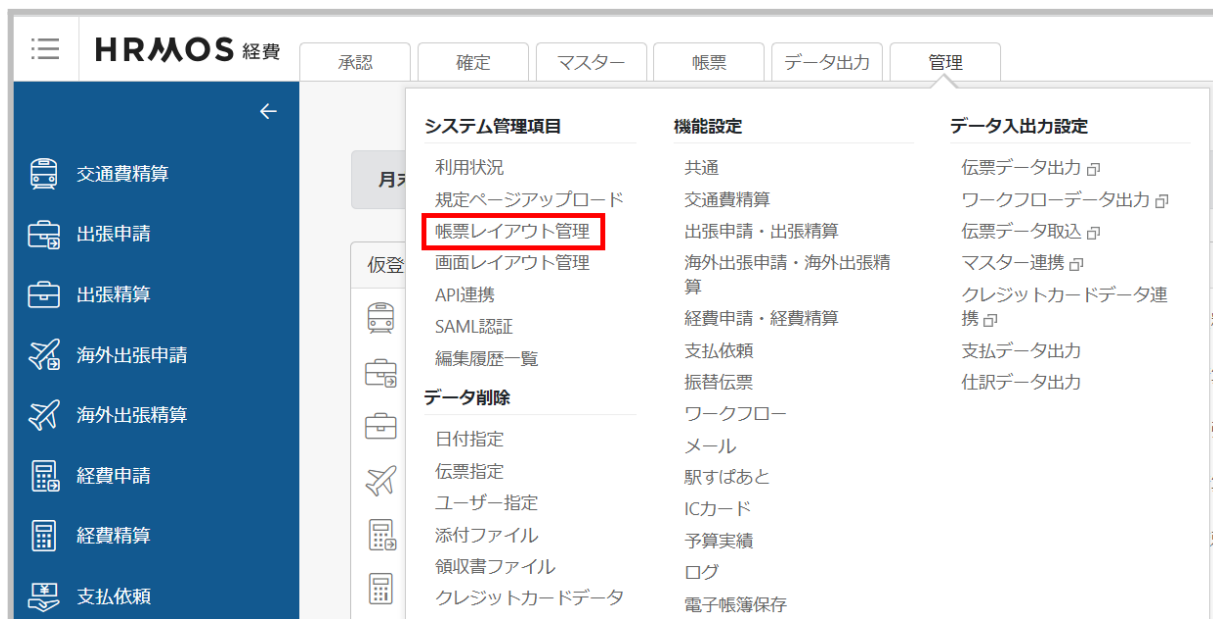 HRMOS 経費
承認
確定
マスター
帳票
データ出力
管理
交通費精算
出張申請
出張精算
海外出張申請
海外出張精算
経費申請
経費精算
支払依頼
月末
仮登
システム管理項目
利用状況
規定ページアップロード
帳票レイアウト管理
画面レイアウト管理
API連携
SAML認証
編集履歴一覧
データ削除
日付指定
伝票指定
ユーザー指定
添付ファイル
領収書ファイル
クレジットカードデータ
機能設定
共通
交通費精算
出張申請・出張精算
海外出張申請・海外出張精
算
経費申請・経費精算
支払依頼
振替伝票
ワークフロー
メール
駅すぱあと
ICカード
予算実績
ログ
電子帳簿保存
データ入出力設定
伝票データ出力
ワークフローデータ出力
伝票データ取込
マスター連携
クレジットカードデータ連
携
支払データ出力
仕訳データ出力